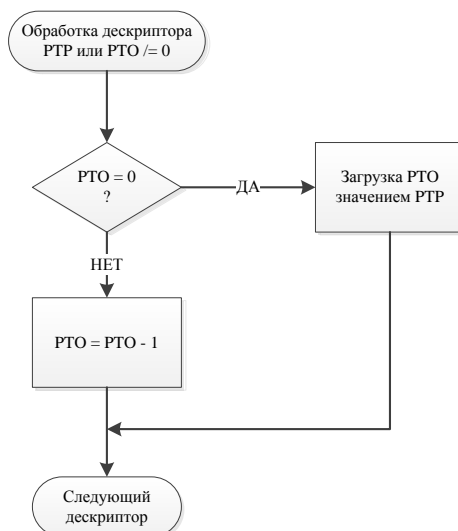 Обработка дескриптора
PTP или PTO /= 0
PTO = 0
?
ДА
Загрузка PTO
значением PTP
НЕТ
PTO = PTO - 1
Следующий
дескриптор